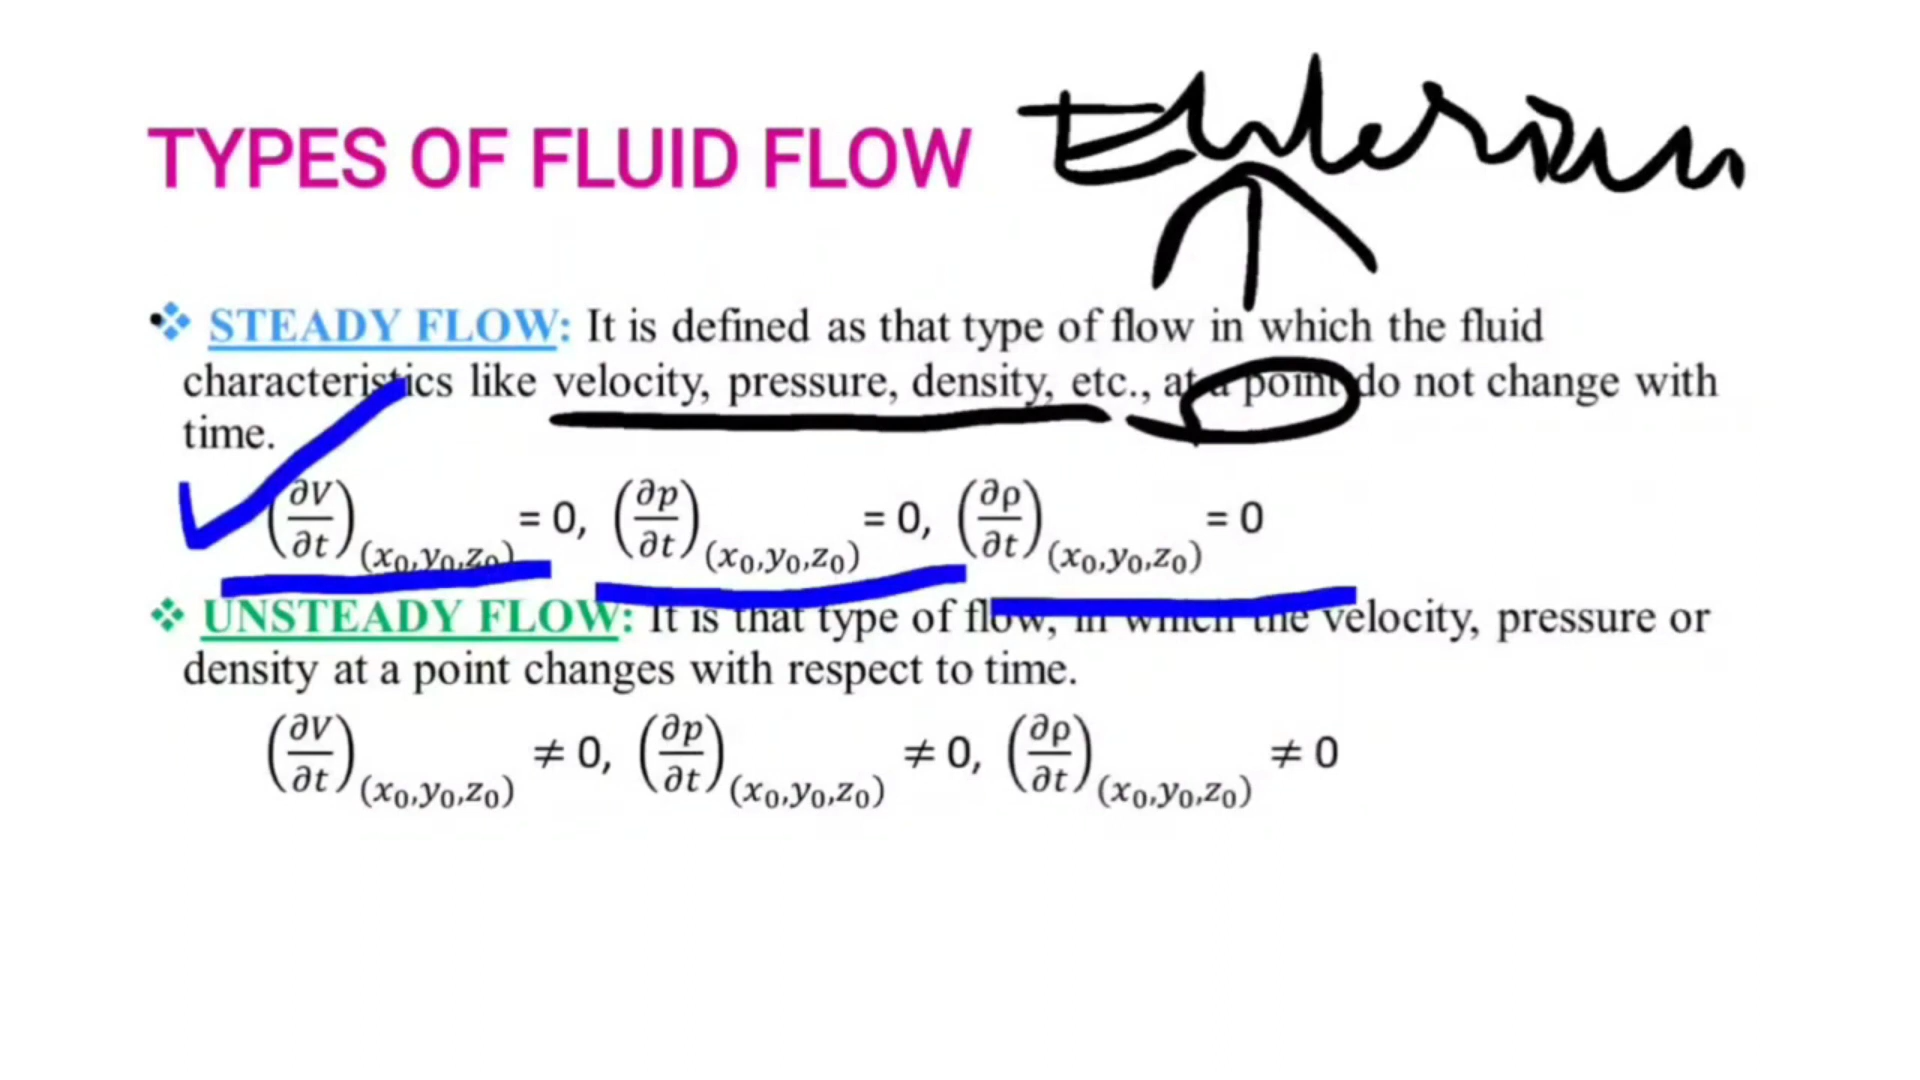 TYPES OF FLUID FLOW Eulerian
❖ STEADY FLOW: It is defined as that type of flow in which the fluid
characteristics like velocity, pressure, density, etc., at a point do not change with
time.
(∂V/∂t)(x₀,y₀,z₀) = 0, (∂p/∂t)(x₀,y₀,z₀) = 0, (∂ρ/∂t)(x₀,y₀,z₀) = 0
❖ UNSTEADY FLOW: It is that type of flow, in which the velocity, pressure or
density at a point changes with respect to time.
(∂V/∂t)(x₀,y₀,z₀) ≠ 0, (∂p/∂t)(x₀,y₀,z₀) ≠ 0, (∂ρ/∂t)(x₀,y₀,z₀) ≠ 0